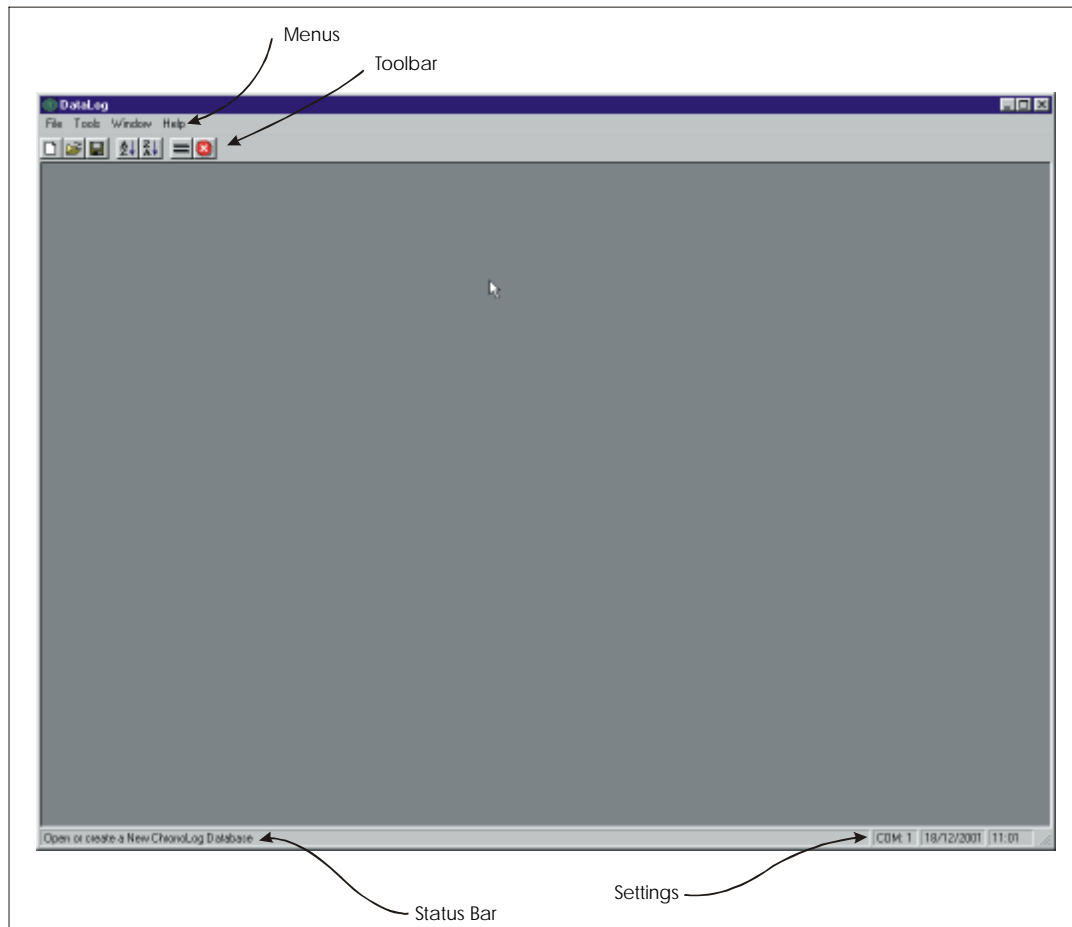 Menus
Toolbar
DataLog
File Tools Window Help
Open or create a New ChronoLog Database
COM: 1 18/12/2001 11:01
Settings
Status Bar